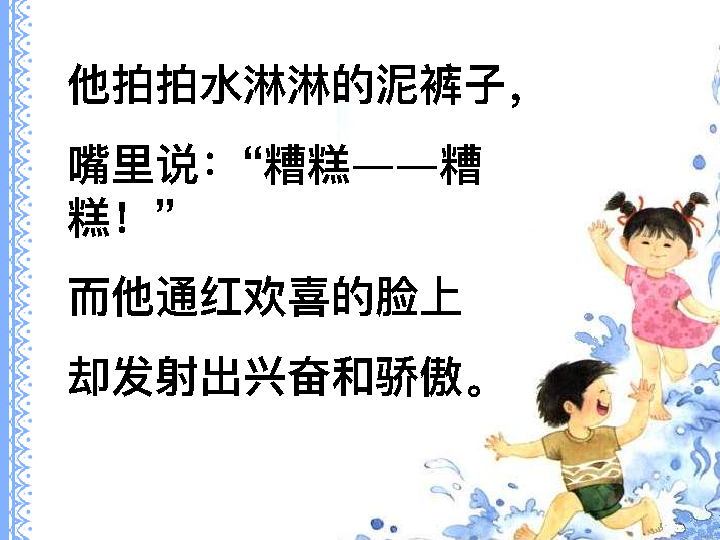 他拍拍水淋淋的泥裤子，
嘴里说：“糟糕——糟
糕！”
而他通红欢喜的脸上
却发射出兴奋和骄傲。